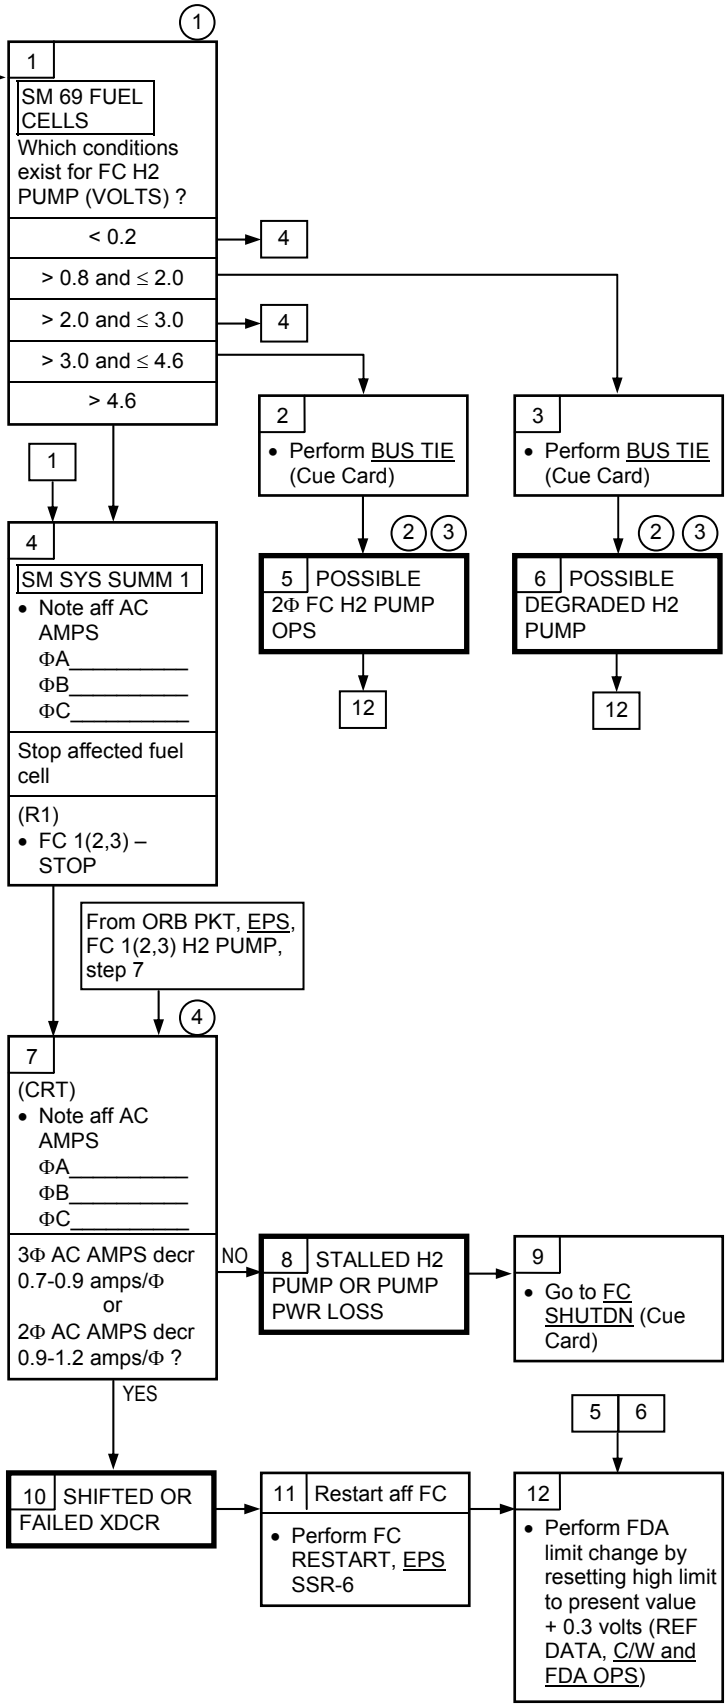 1
1
SM 69 FUEL
CELLS
Which conditions
exist for FC H2
PUMP (VOLTS) ?
< 0.2
4
> 0.8 and ≤ 2.0
> 2.0 and ≤ 3.0
4
> 3.0 and ≤ 4.6
> 4.6
2
• Perform BUS TIE
(Cue Card)
3
• Perform BUS TIE
(Cue Card)
1
4
SM SYS SUMM 1
• Note aff AC
AMPS
ΦA__________
ΦB__________
ΦC__________
Stop affected fuel
cell
(R1)
• FC 1(2,3) –
STOP
2 3
5 POSSIBLE
2Φ FC H2 PUMP
OPS
12
2 3
6 POSSIBLE
DEGRADED H2
PUMP
12
From ORB PKT, EPS,
FC 1(2,3) H2 PUMP,
step 7
4
7
(CRT)
• Note aff AC
AMPS
ΦA__________
ΦB__________
ΦC__________
3Φ AC AMPS decr
0.7-0.9 amps/Φ
or
2Φ AC AMPS decr
0.9-1.2 amps/Φ ?
NO
8 STALLED H2
PUMP OR PUMP
PWR LOSS
9
• Go to FC
SHUTDN (Cue
Card)
YES
10 SHIFTED OR
FAILED XDCR
11 Restart aff FC
• Perform FC
RESTART, EPS
SSR-6
5 6
12
• Perform FDA
limit change by
resetting high limit
to present value
+ 0.3 volts (REF
DATA, C/W and
FDA OPS)